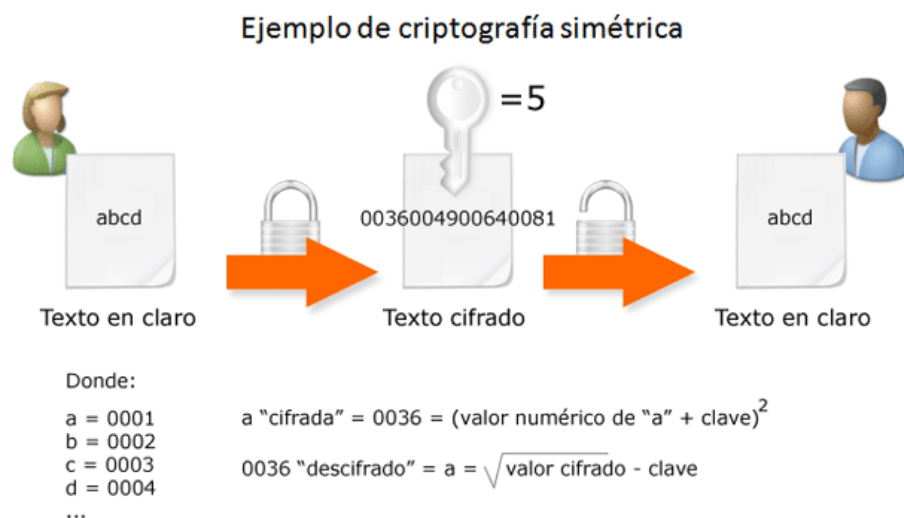 Ejemplo de criptografía simétrica
=5
abcd
0036004900640081
abcd
Texto en claro
Texto cifrado
Texto en claro
Donde:
a = 0001
b = 0002
c = 0003
d = 0004
...
a “cifrada” = 0036 = (valor numérico de “a” + clave)²
0036 “descifrado” = a = √valor cifrado - clave